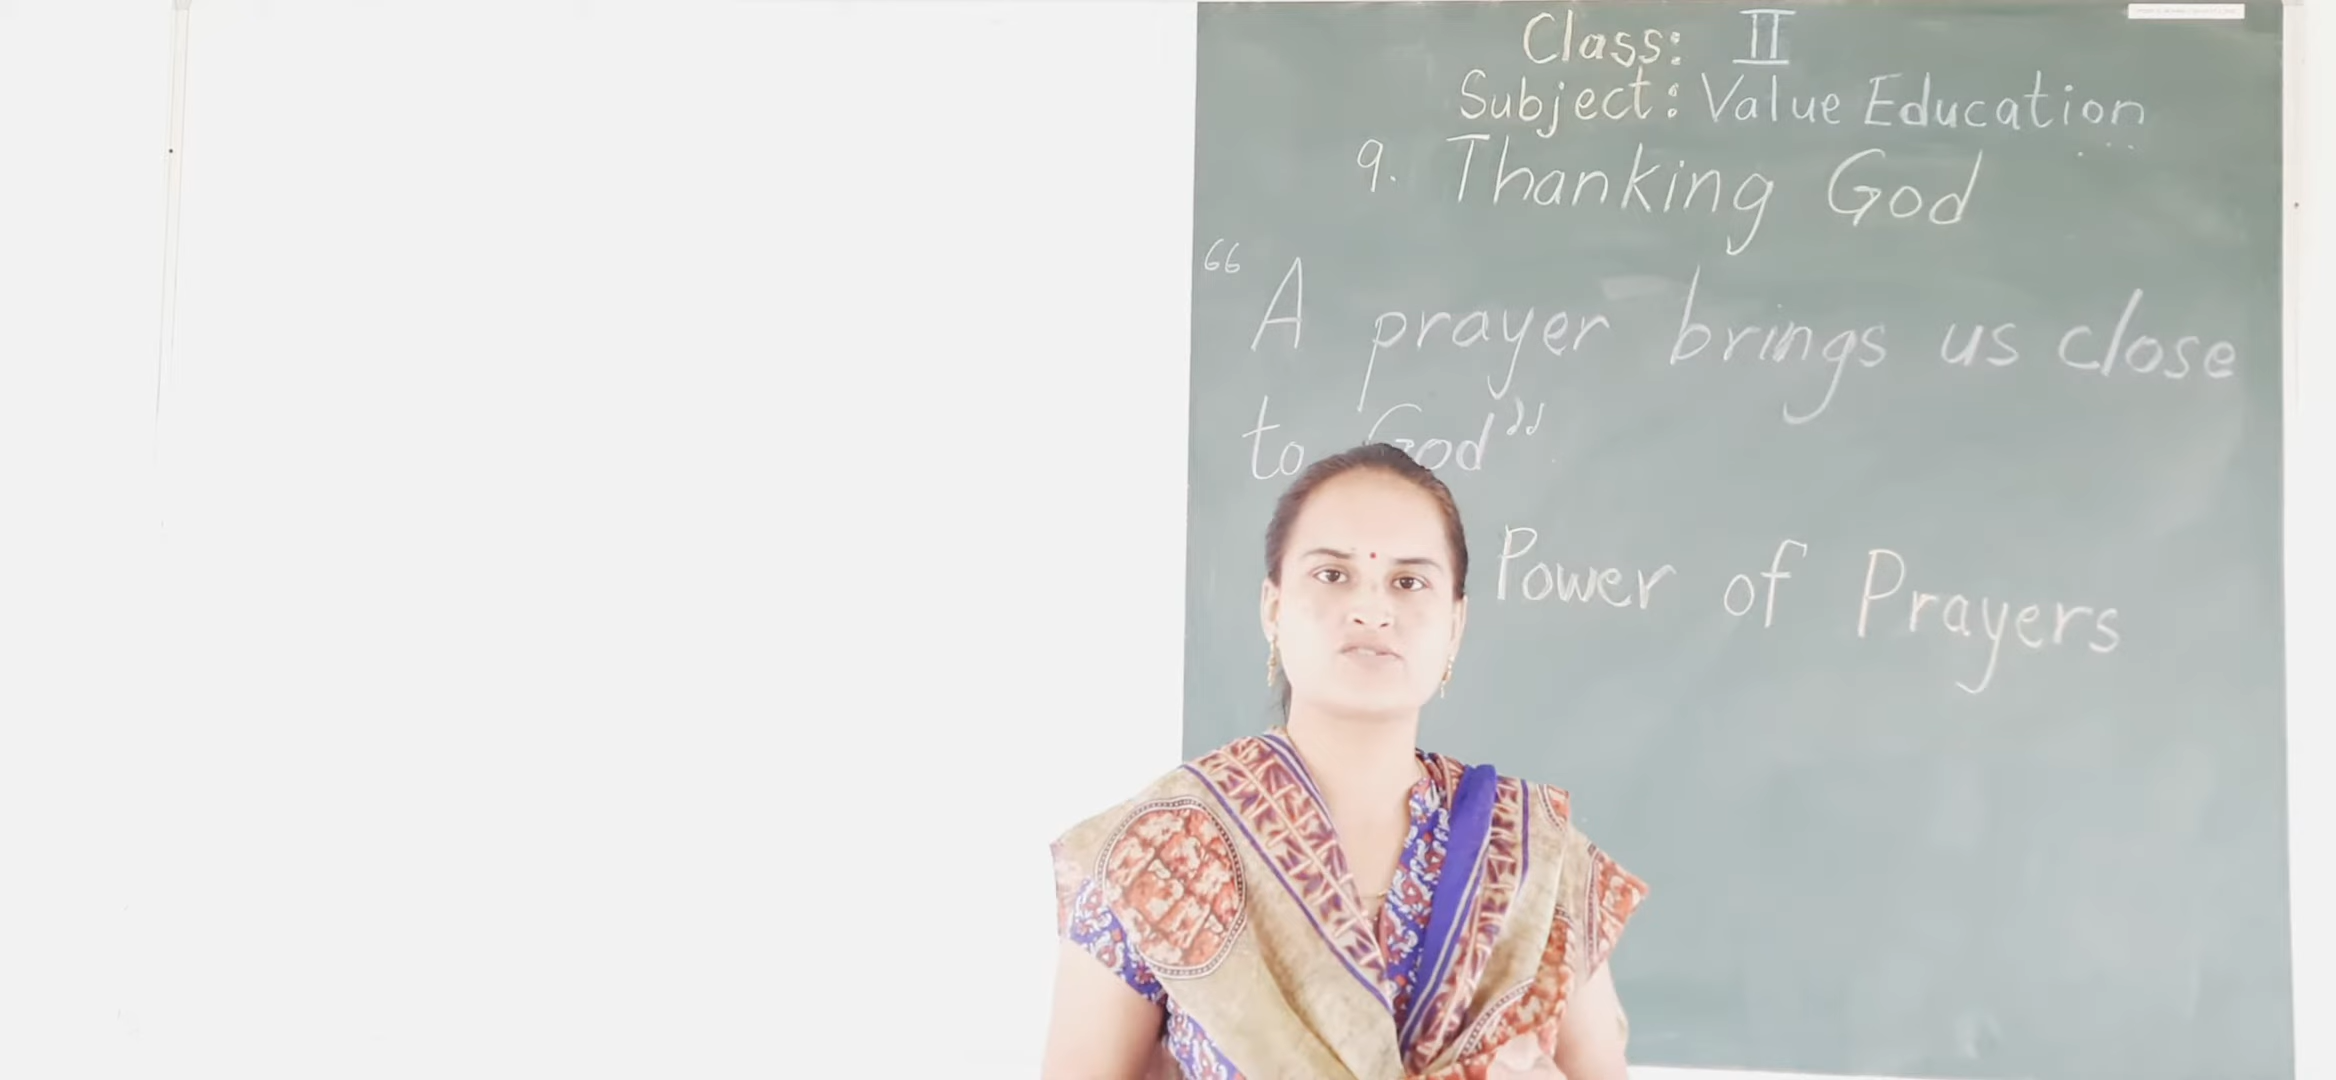 Class: II
Subject: Value Education
9. Thanking God
“A prayer brings us close
to God”
Power of Prayers